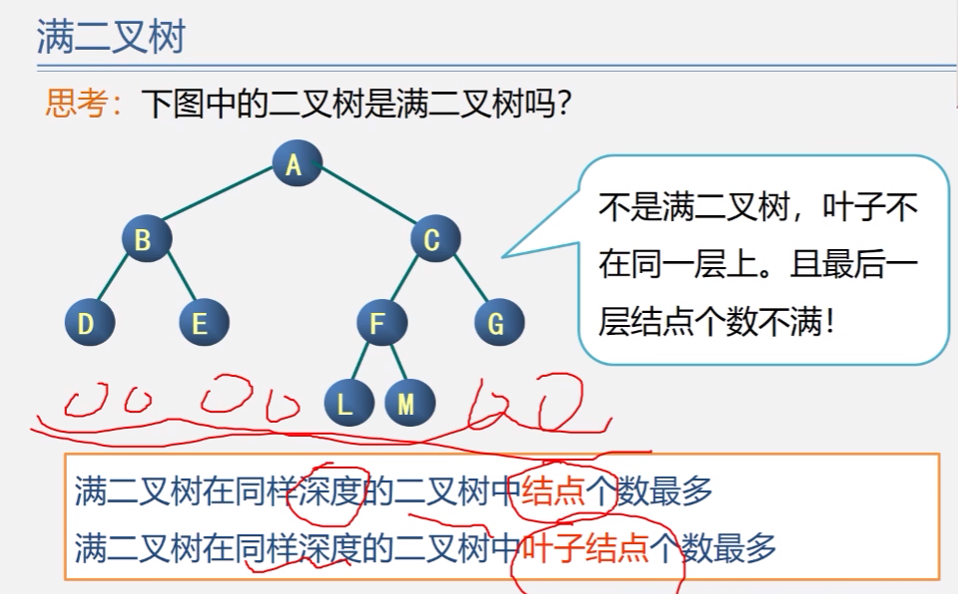 满二叉树
思考：下图中的二叉树是满二叉树吗？
A
B
C
D
E
F
G
L
M
不是满二叉树，叶子不
在同一层上。且最后一
层结点个数不满！
满二叉树在同样深度的二叉树中结点个数最多
满二叉树在同样深度的二叉树中叶子结点个数最多